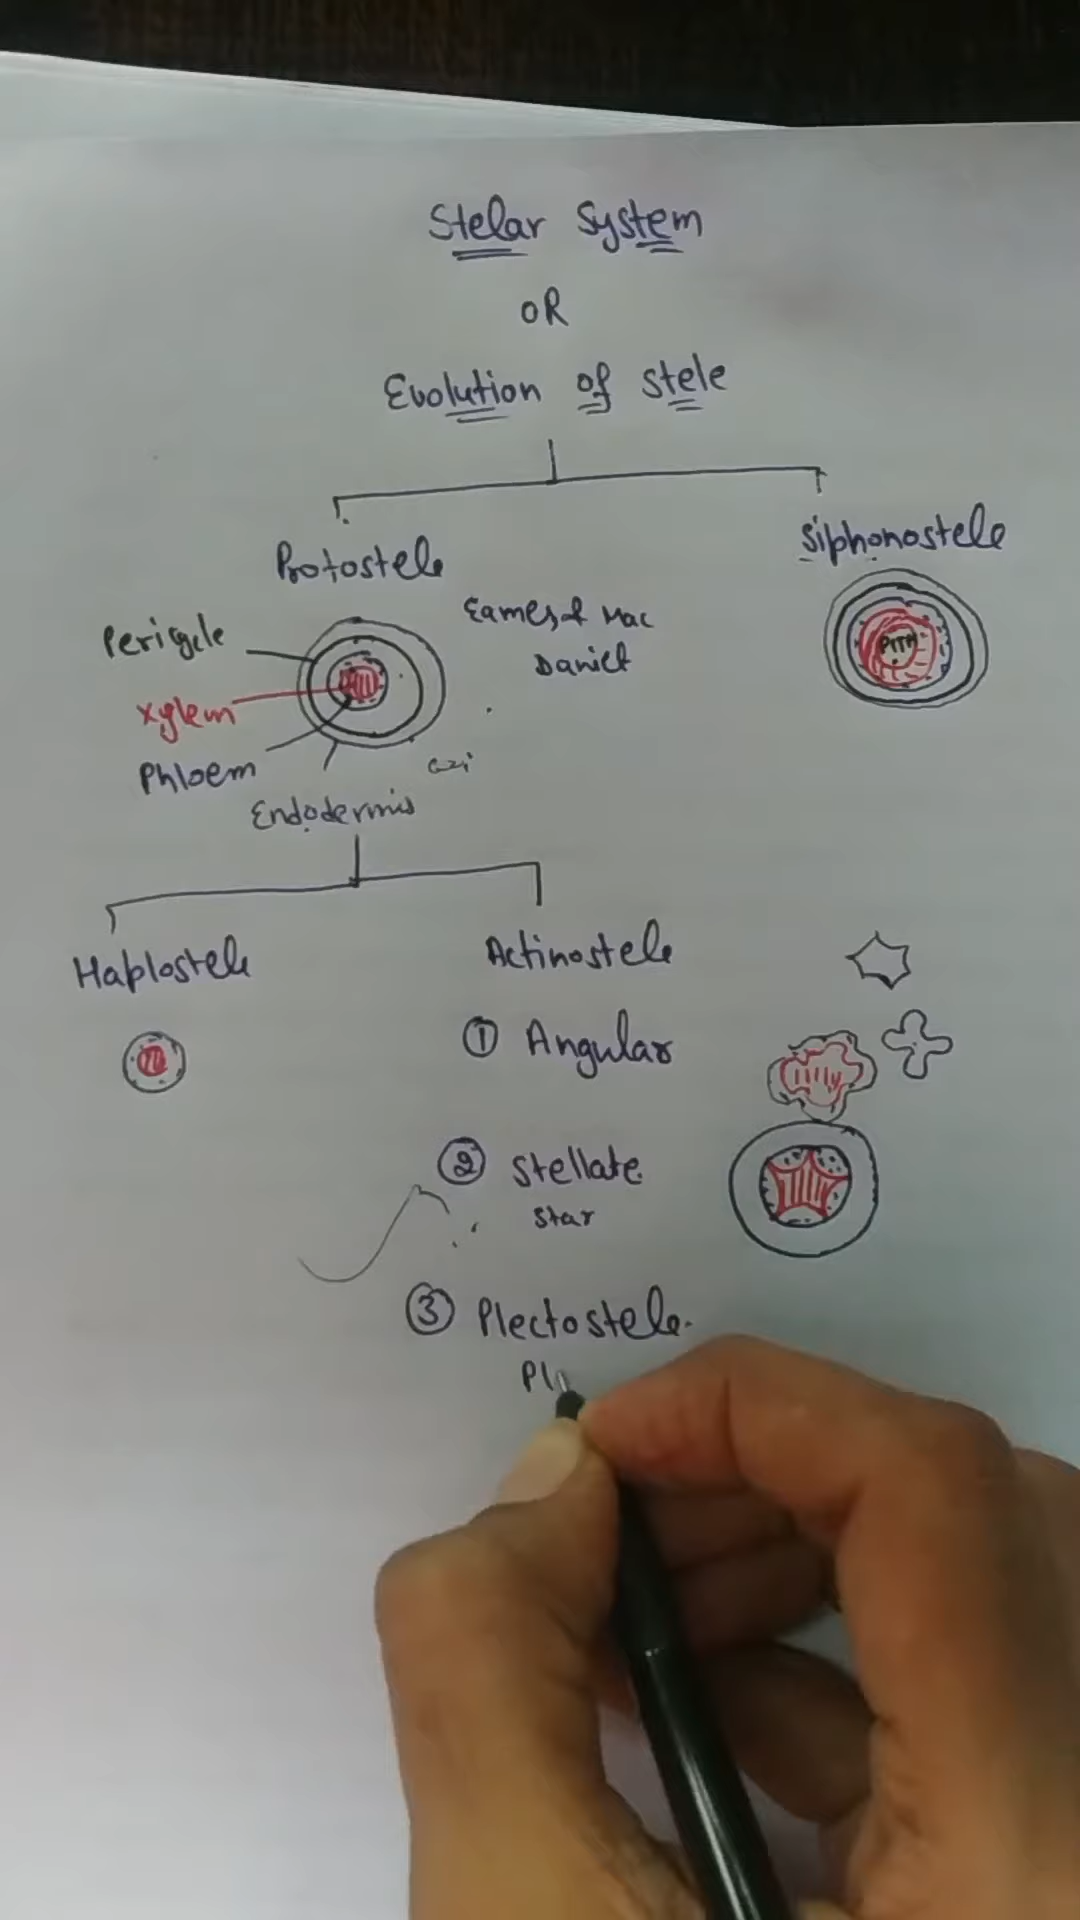 Stelar System
OR
Evolution of stele
Protostele
Siphonostele
Pericycle
Eames & Mac
Daniel
PITH
Xylem
Phloem
Endodermis
Haplostele
Actinostele
① Angular
② Stellate
Star
③ Plectostele
Pl